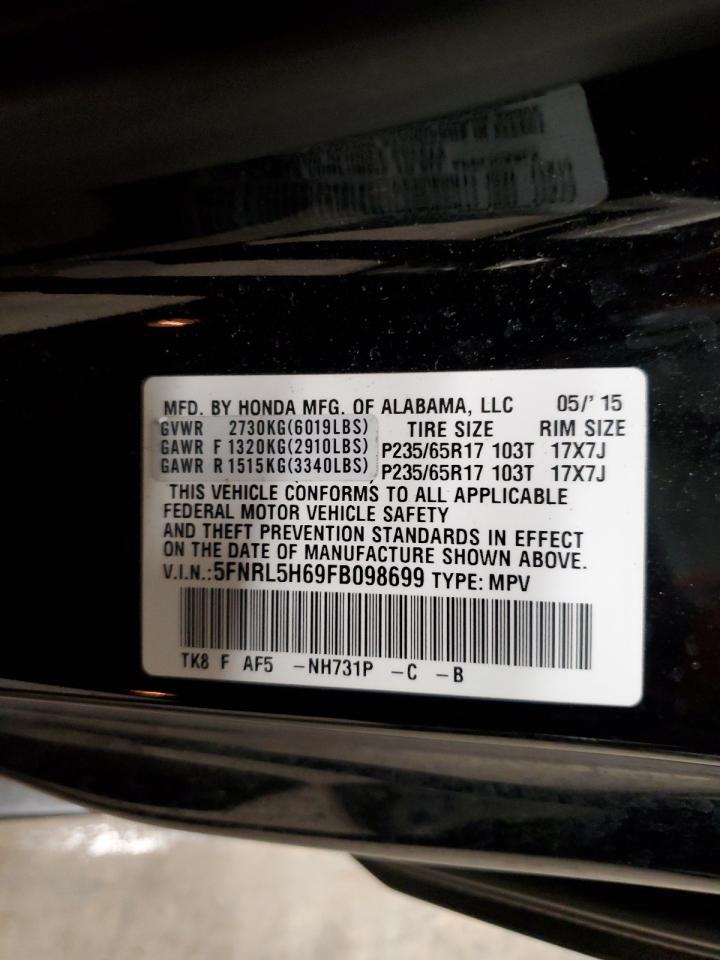 MFD. BY HONDA MFG. OF ALABAMA, LLC 05/'15
GVWR 2730KG(6019LBS) TIRE SIZE RIM SIZE
GAWR F 1320KG(2910LBS) P235/65R17 103T 17X7J
GAWR R 1515KG(3340LBS) P235/65R17 103T 17X7J
THIS VEHICLE CONFORMS TO ALL APPLICABLE
FEDERAL MOTOR VEHICLE SAFETY
AND THEFT PREVENTION STANDARDS IN EFFECT
ON THE DATE OF MANUFACTURE SHOWN ABOVE.
V.I.N.:5FNRL5H69FB098699 TYPE: MPV
TK8 F AF5 -NH731P -C -B